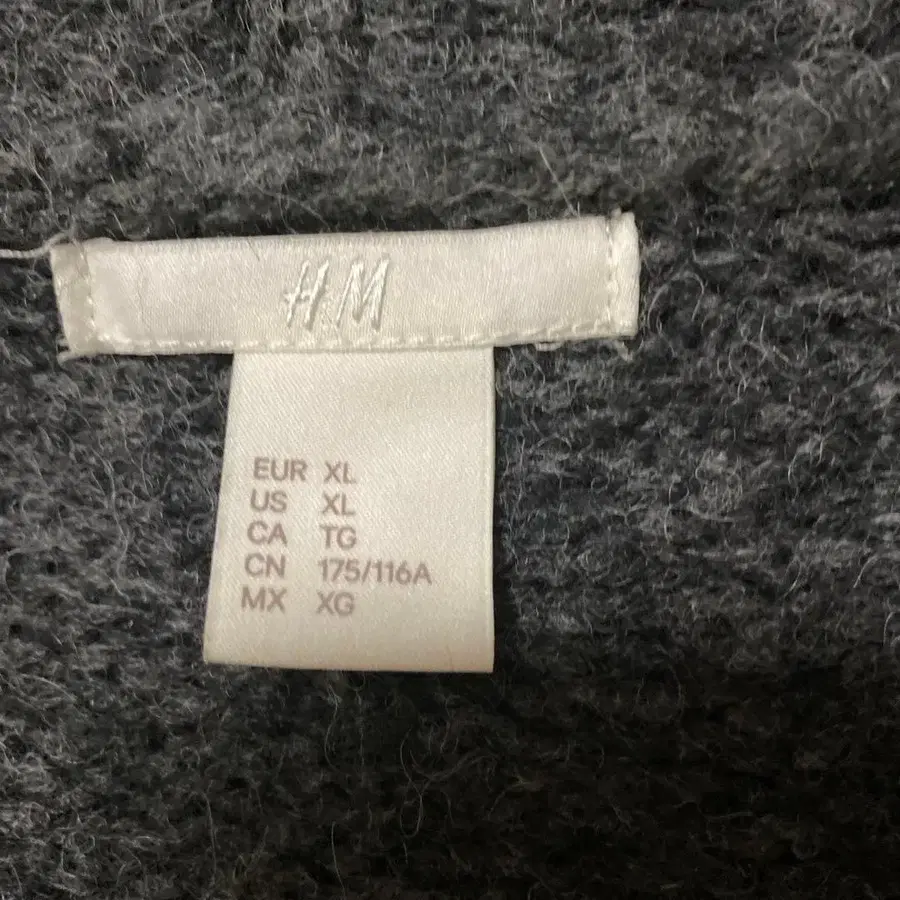 H&M
EUR XL
US XL
CA TG
CN 175/116A
MX XG